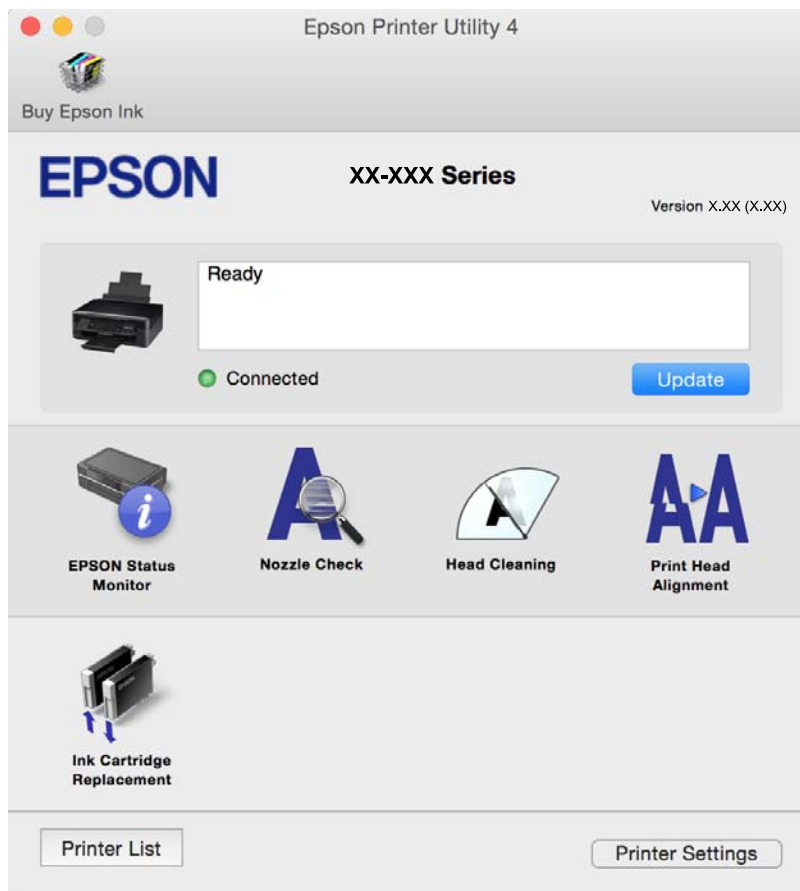 Epson Printer Utility 4
Buy Epson Ink
EPSON
XX-XXX Series
Version X.XX (X.XX)
Ready
Connected
Update
EPSON Status
Monitor
Nozzle Check
Head Cleaning
Print Head
Alignment
Ink Cartridge
Replacement
Printer List
Printer Settings